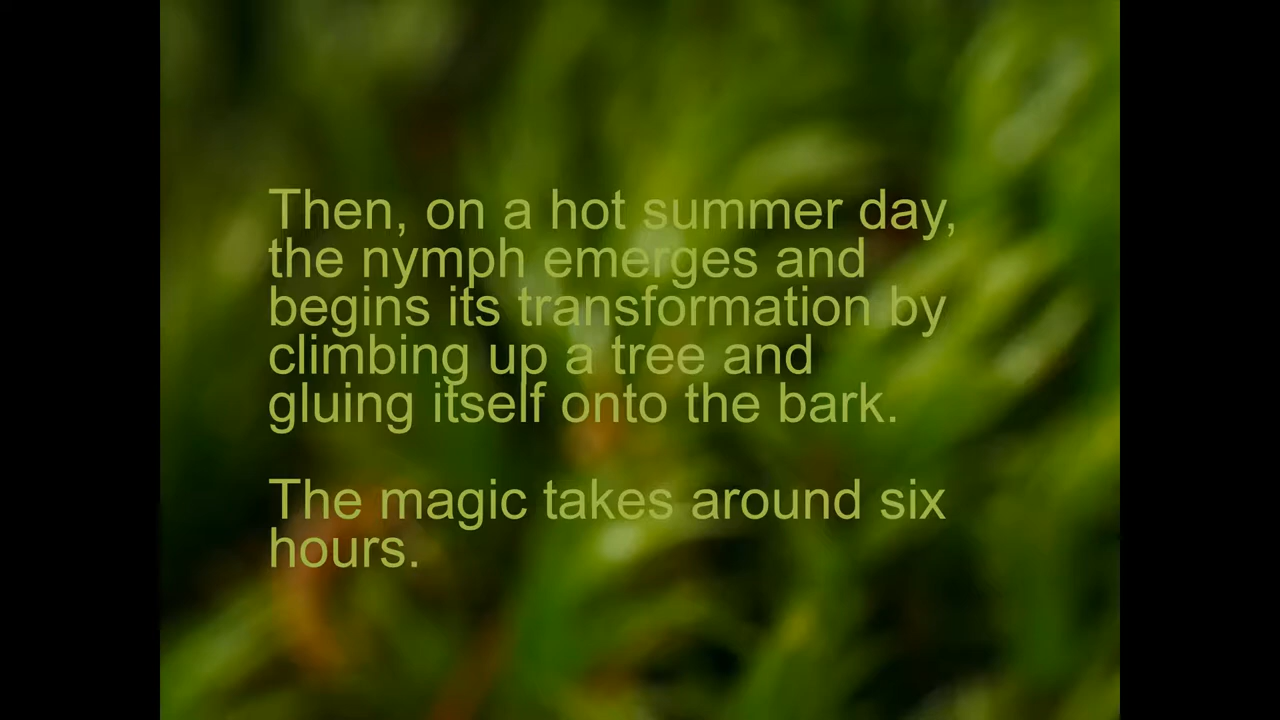 Then, on a hot summer day,
the nymph emerges and
begins its transformation by
climbing up a tree and
gluing itself onto the bark.
The magic takes around six
hours.